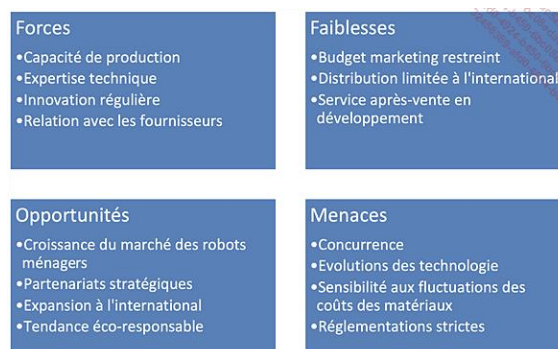 Forces
•Capacité de production
•Expertise technique
•Innovation régulière
•Relation avec les fournisseurs
Faiblesses
•Budget marketing restreint
•Distribution limitée à l'international
•Service après-vente en
développement
Opportunités
•Croissance du marché des robots
ménagers
•Partenariats stratégiques
•Expansion à l'international
•Tendance éco-responsable
Menaces
•Concurrence
•Evolutions des technologie
•Sensibilité aux fluctuations des
coûts des matériaux
•Réglementations strictes